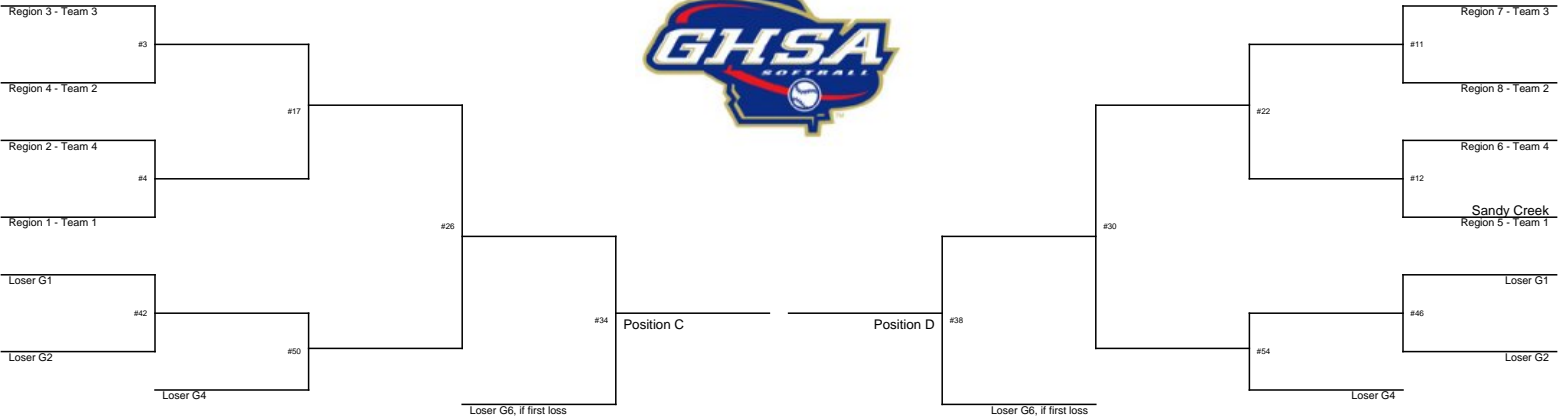 Region 3 - Team 3
#3
Region 4 - Team 2
#17
Region 2 - Team 4
#4
Region 1 - Team 1
#26
Loser G1
#42
Loser G2
#50
Loser G4
#34
Position C
Loser G6, if first loss
GHSA
SOFTBALL
TM
Region 7 - Team 3
#11
Region 8 - Team 2
#22
Region 6 - Team 4
#12
Sandy Creek
Region 5 - Team 1
#30
Loser G1
#46
Loser G2
#54
Loser G4
Position D
#38
Loser G6, if first loss